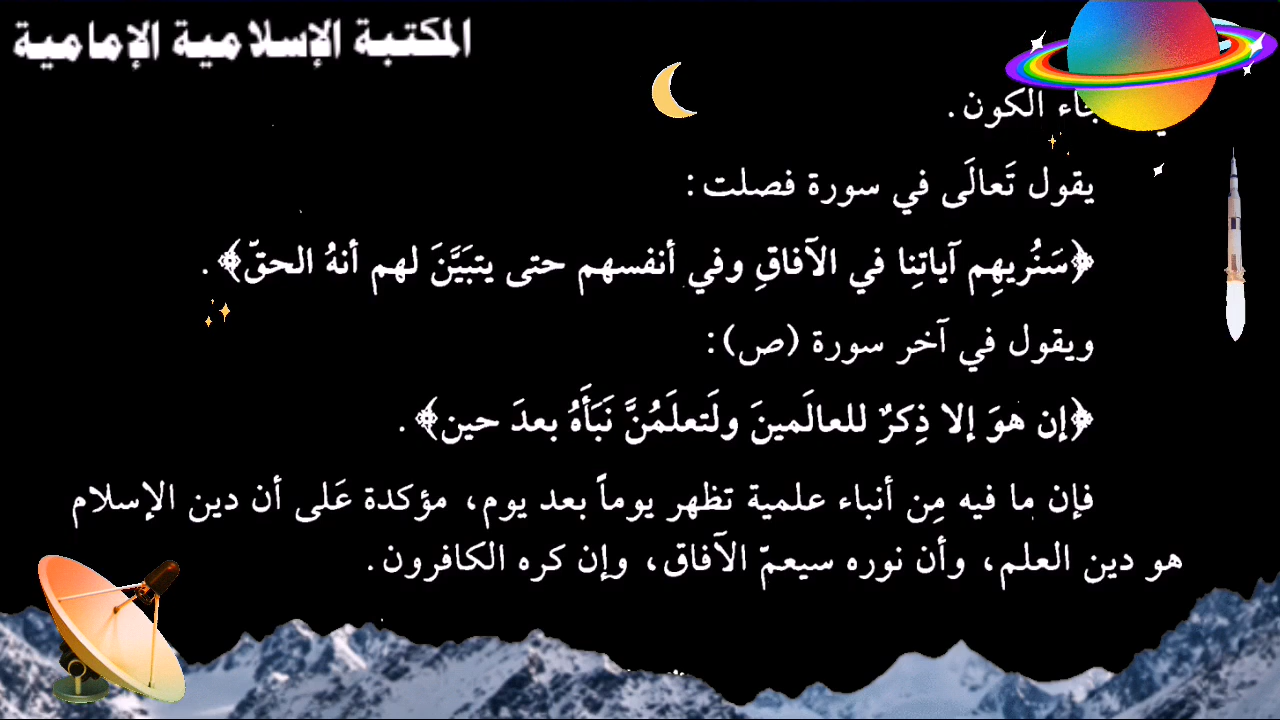 المكتبة الإسلامية الإمامية
الكون.
يقول تَعالَى في سورة فصلت:
﴿سَنُريهِم آياتِنا في الآفاقِ وفي أنفسهم حتى يتبَيَّنَ لهم أنهُ الحقّ﴾.
ويقول في آخر سورة (ص):
﴿إن هوَ إلا ذِكرٌ للعالَمينَ ولَتعلَمُنَّ نَبَأَهُ بعدَ حين﴾.
فإن ما فيه مِن أنباء علمية تظهر يوماً بعد يوم، مؤكدة عَلى أن دين الإسلام
هو دين العلم، وأن نوره سيعمّ الآفاق، وإن كره الكافرون.